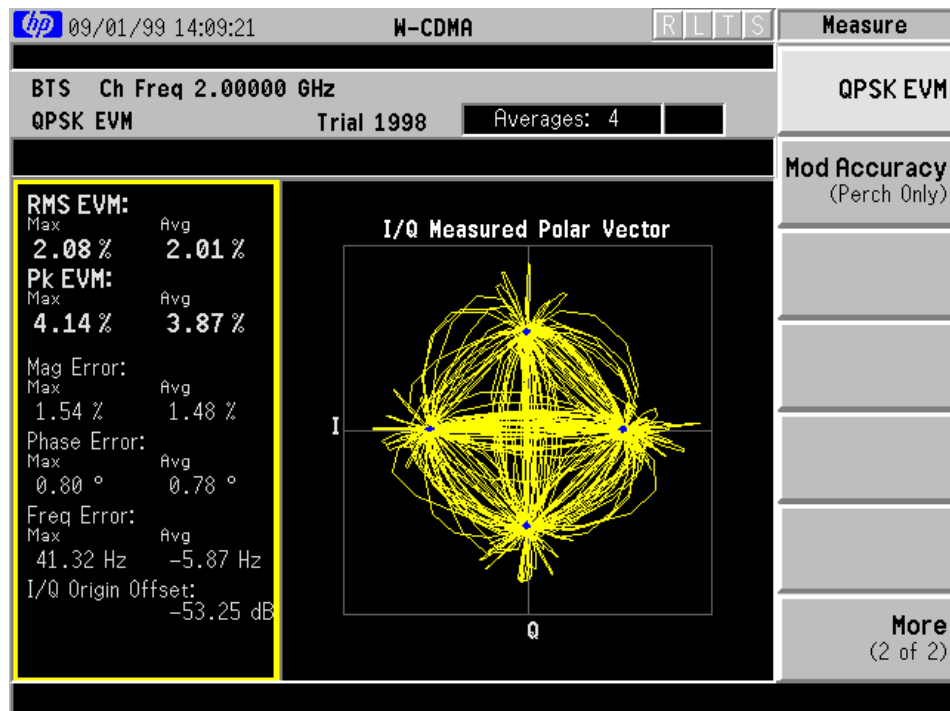 hp 09/01/99 14:09:21 W-CDMA R L T S Measure
BTS Ch Freq 2.00000 GHz
QPSK EVM Trial 1998 Averages: 4
QPSK EVM
Mod Accuracy
(Perch Only)
More
(2 of 2)
RMS EVM:
Max Avg
2.08 % 2.01 %
Pk EVM:
Max Avg
4.14 % 3.87 %
Mag Error:
Max Avg
1.54 % 1.48 %
Phase Error:
Max Avg
0.80 ° 0.78 °
Freq Error:
Max Avg
41.32 Hz -5.87 Hz
I/Q Origin Offset:
-53.25 dB
I/Q Measured Polar Vector
I
Q